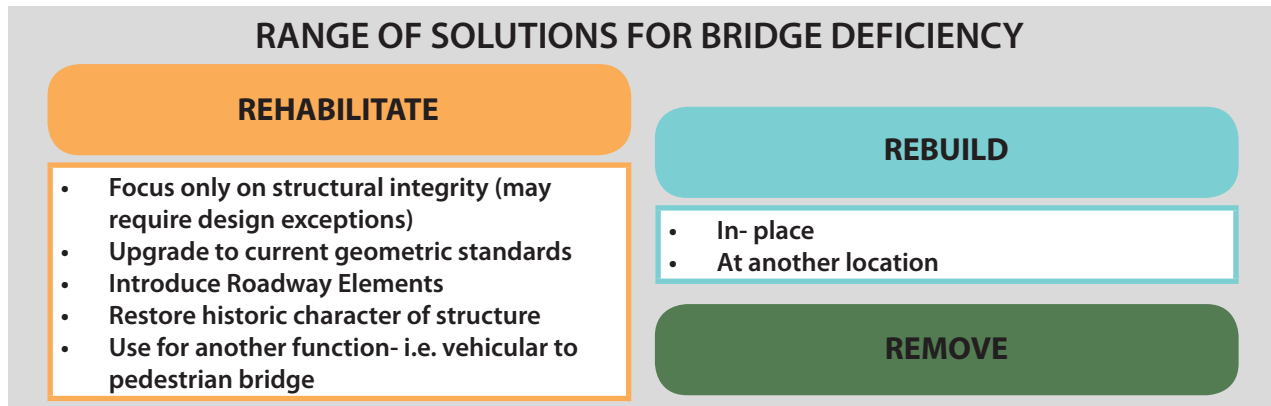 RANGE OF SOLUTIONS FOR BRIDGE DEFICIENCY
REHABILITATE
• Focus only on structural integrity (may
require design exceptions)
• Upgrade to current geometric standards
• Introduce Roadway Elements
• Restore historic character of structure
• Use for another function- i.e. vehicular to
pedestrian bridge
REBUILD
• In- place
• At another location
REMOVE